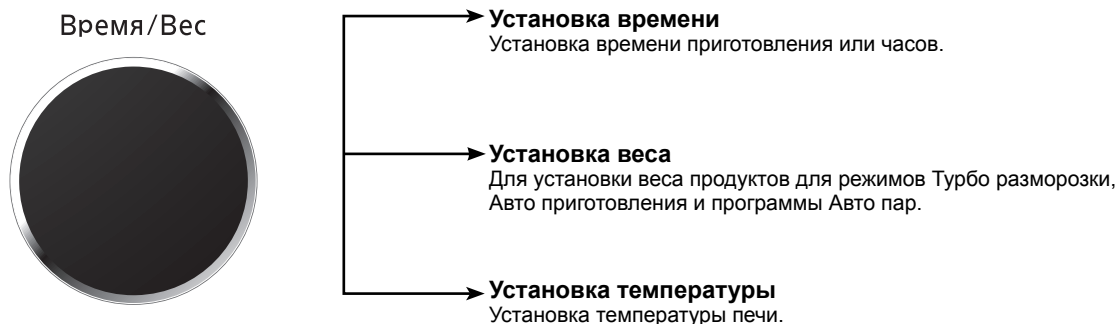 Время/Вес
Установка времени
Установка времени приготовления или часов.
Установка веса
Для установки веса продуктов для режимов Турбо разморозки,
Авто приготовления и программы Авто пар.
Установка температуры
Установка температуры печи.